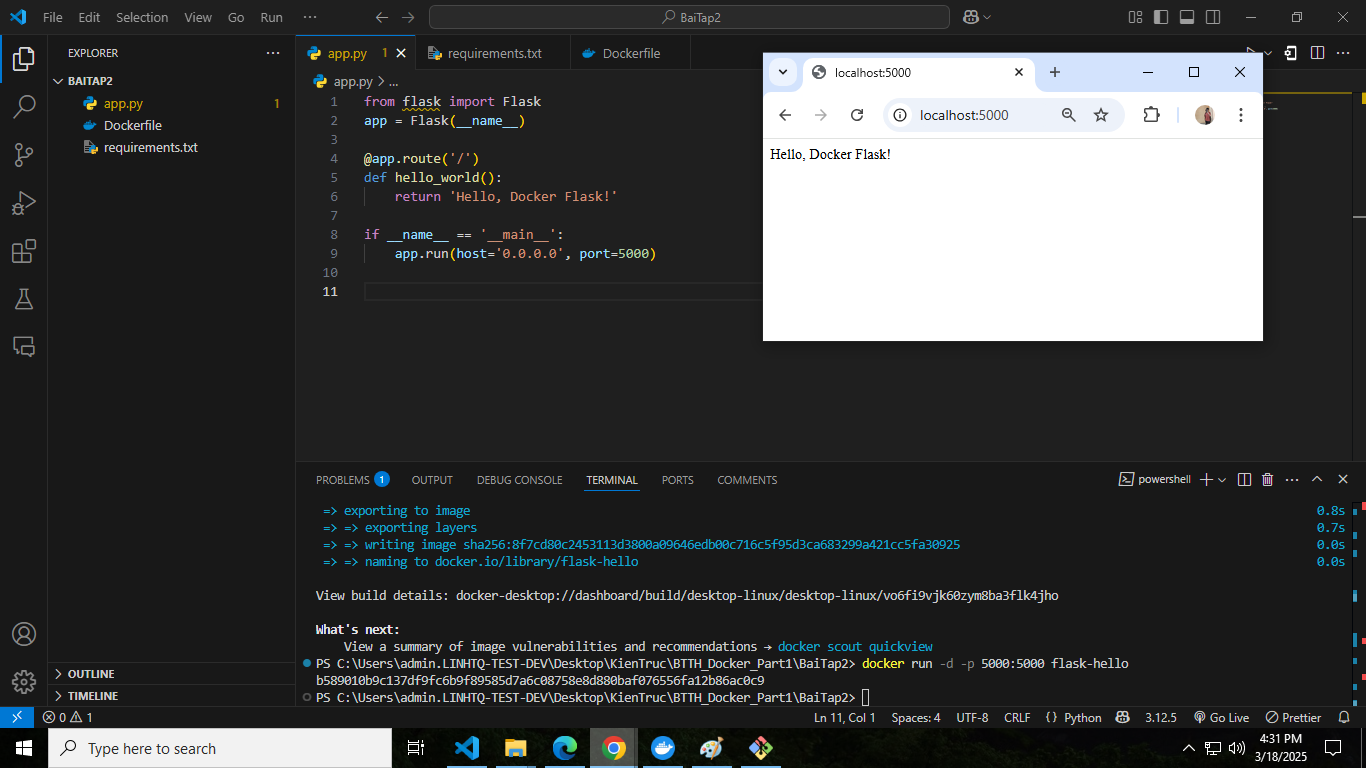 File Edit Selection View Go Run ··· BaiTap2
EXPLORER ···
BAITAP2
app.py 1
Dockerfile
requirements.txt
OUTLINE
TIMELINE
app.py 1 requirements.txt Dockerfile
app.py > ...
1 from flask import Flask
2 app = Flask(__name__)
3
4 @app.route('/')
5 def hello_world():
6 return 'Hello, Docker Flask!'
7
8 if __name__ == '__main__':
9 app.run(host='0.0.0.0', port=5000)
10
11
localhost:5000
localhost:5000
Hello, Docker Flask!
PROBLEMS 1 OUTPUT DEBUG CONSOLE TERMINAL PORTS COMMENTS powershell
=> exporting to image 0.8s
=> => exporting layers 0.7s
=> => writing image sha256:8f7cd80c2453113d3800a09646edb00c716c5f95d3ca683299a421cc5fa30925 0.0s
=> => naming to docker.io/library/flask-hello 0.0s
View build details: docker-desktop://dashboard/build/desktop-linux/desktop-linux/vo6fi9vjk60zym8ba3flk4jho
What's next:
View a summary of image vulnerabilities and recommendations → docker scout quickview
PS C:\Users\admin.LINHTQ-TEST-DEV\Desktop\KienTruc\BTTH_Docker_Part1\BaiTap2> docker run -d -p 5000:5000 flask-hello
b589010b9c137df9fc6b9f89585d7a6c08758e8d880baf076556fa12b86ac0c9
PS C:\Users\admin.LINHTQ-TEST-DEV\Desktop\KienTruc\BTTH_Docker_Part1\BaiTap2>
0 1 Ln 11, Col 1 Spaces: 4 UTF-8 CRLF {} Python 3.12.5 Go Live Prettier
Type here to search
4:31 PM
3/18/2025